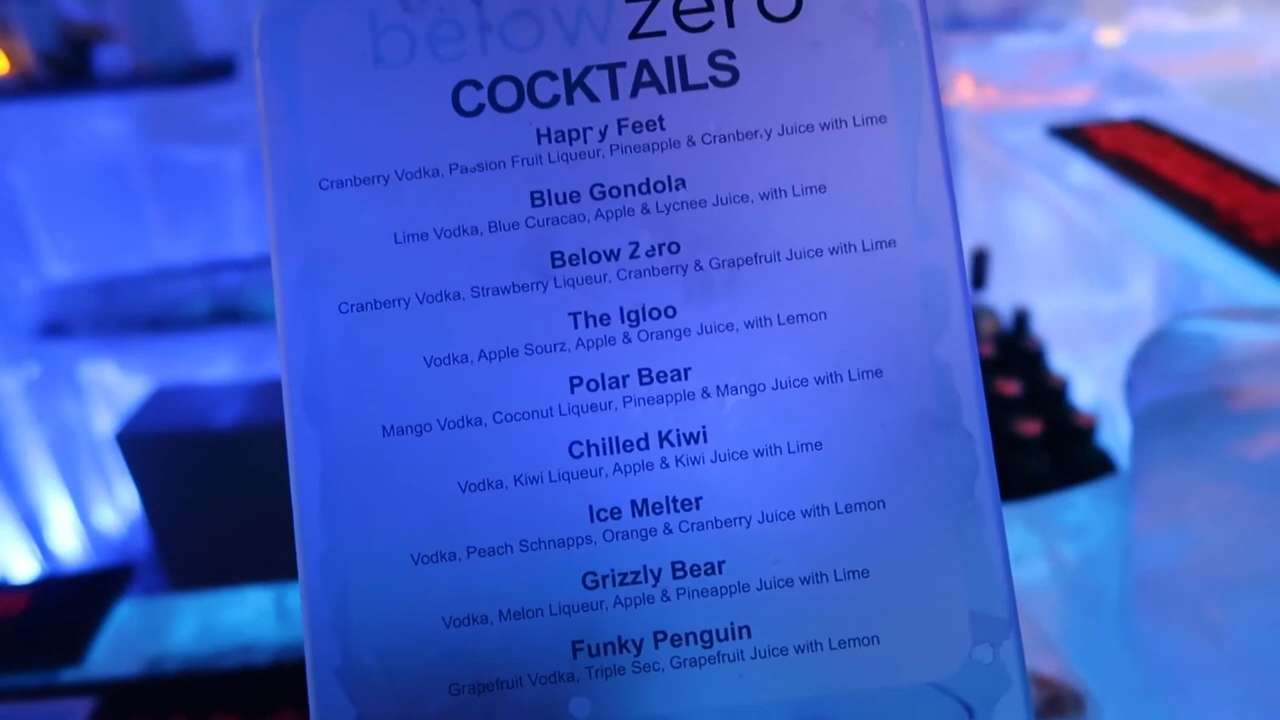 below zero
COCKTAILS
Happy Feet
Cranberry Vodka, Passion Fruit Liqueur, Pineapple & Cranberry Juice with Lime
Blue Gondola
Lime Vodka, Blue Curacao, Apple & Lychee Juice, with Lime
Below Zero
Cranberry Vodka, Strawberry Liqueur, Cranberry & Grapefruit Juice with Lime
The Igloo
Vodka, Apple Sourz, Apple & Orange Juice, with Lemon
Polar Bear
Mango Vodka, Coconut Liqueur, Pineapple & Mango Juice with Lime
Chilled Kiwi
Vodka, Kiwi Liqueur, Apple & Kiwi Juice with Lime
Ice Melter
Vodka, Peach Schnapps, Orange & Cranberry Juice with Lemon
Grizzly Bear
Vodka, Melon Liqueur, Apple & Pineapple Juice with Lime
Funky Penguin
Grapefruit Vodka, Triple Sec, Grapefruit Juice with Lemon